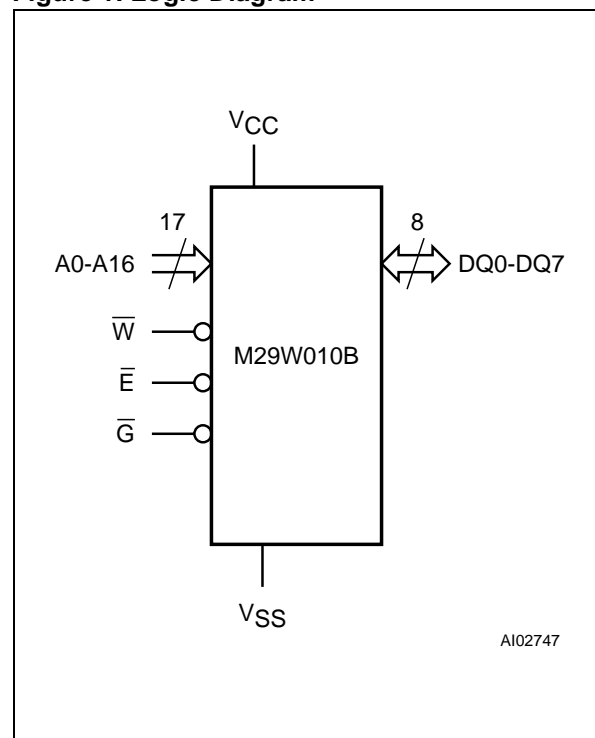 Figure 1. Logic Diagram
VCC
17
8
A0-A16
DQ0-DQ7
W̅
M29W010B
E̅
G̅
VSS
AI02747